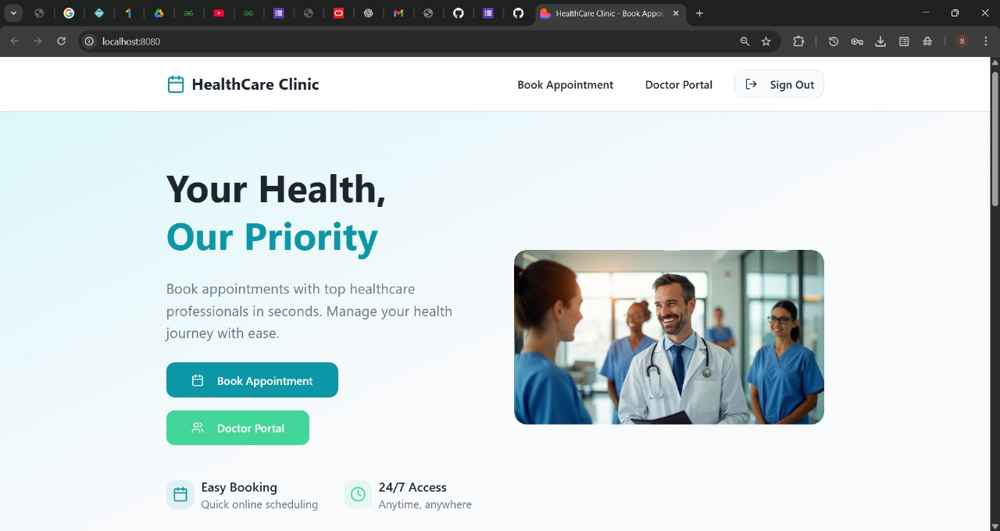 HealthCare Clinic - Book Appoi
localhost:8080
S
HealthCare Clinic
Book Appointment
Doctor Portal
Sign Out
Your Health,
Our Priority
Book appointments with top healthcare
professionals in seconds. Manage your health
journey with ease.
Book Appointment
Doctor Portal
Easy Booking
Quick online scheduling
24/7 Access
Anytime, anywhere